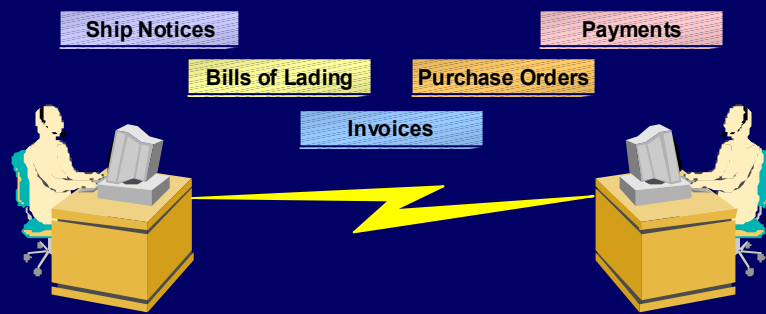 Ship Notices
Payments
Bills of Lading
Purchase Orders
Invoices